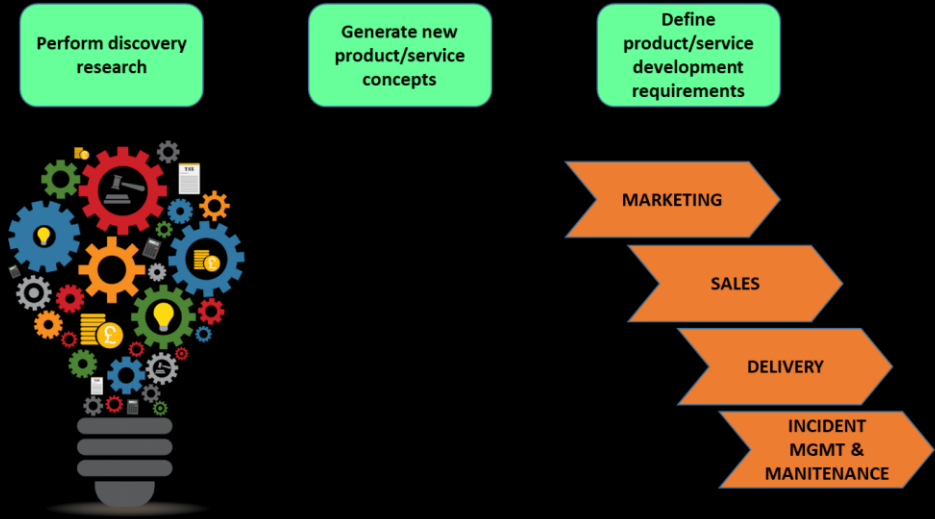 Perform discovery
research
Generate new
product/service
concepts
Define
product/service
development
requirements
TAX
MARKETING
SALES
DELIVERY
£
£
INCIDENT
MGMT &
MANITENANCE